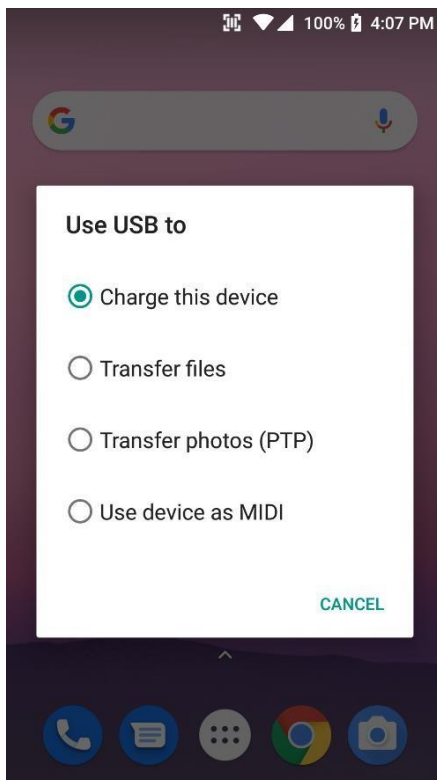 100% 4:07 PM
G
Use USB to
Charge this device
Transfer files
Transfer photos (PTP)
Use device as MIDI
CANCEL